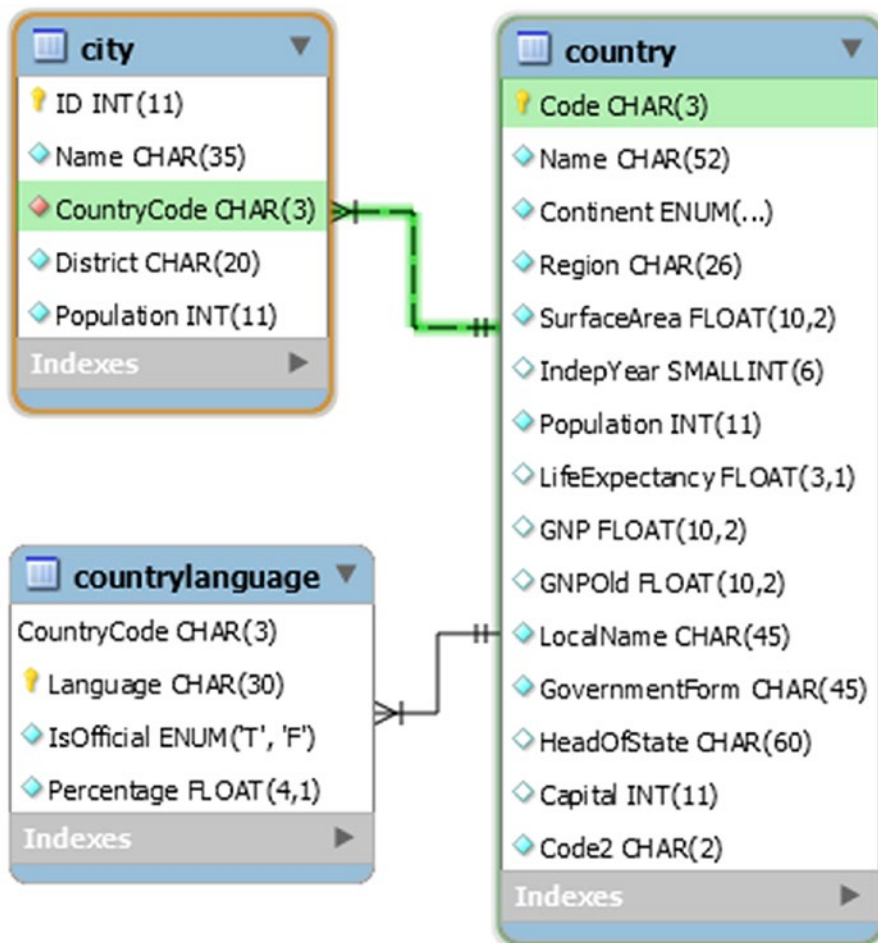 city
ID INT(11)
Name CHAR(35)
CountryCode CHAR(3)
District CHAR(20)
Population INT(11)
Indexes
country
Code CHAR(3)
Name CHAR(52)
Continent ENUM(...)
Region CHAR(26)
SurfaceArea FLOAT(10,2)
IndepYear SMALLINT(6)
Population INT(11)
LifeExpectancy FLOAT(3,1)
GNP FLOAT(10,2)
GNPOld FLOAT(10,2)
LocalName CHAR(45)
GovernmentForm CHAR(45)
HeadOfState CHAR(60)
Capital INT(11)
Code2 CHAR(2)
Indexes
countrylanguage
CountryCode CHAR(3)
Language CHAR(30)
IsOfficial ENUM('T', 'F')
Percentage FLOAT(4,1)
Indexes